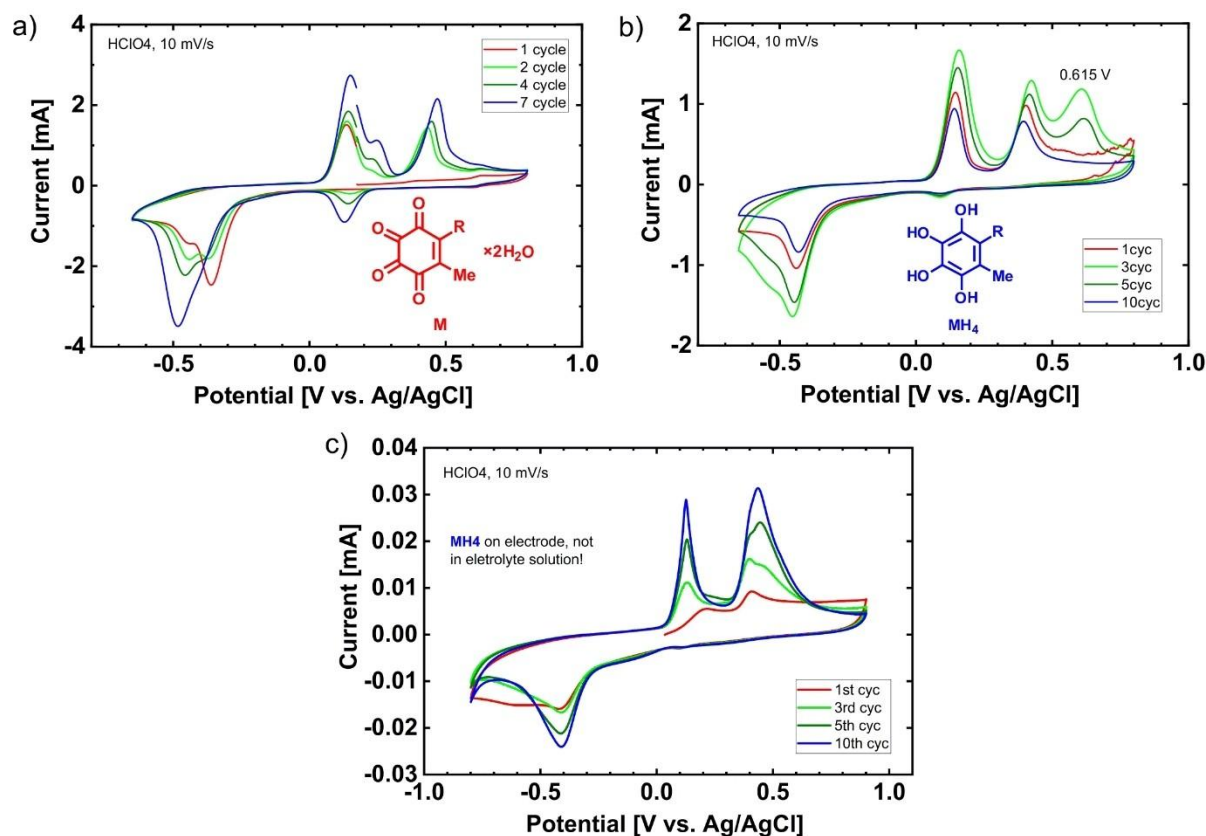 a)
HClO4, 10 mV/s
1 cycle
2 cycle
4 cycle
7 cycle
4
2
0
-2
-4
Current [mA]
O
O
R
O
O
Me
×2H2O
M
-0.5
0.0
0.5
1.0
Potential [V vs. Ag/AgCl]
b)
HClO4, 10 mV/s
0.615 V
2
1
0
-1
-2
Current [mA]
OH
HO
R
HO
Me
OH
MH4
1cyc
3cyc
5cyc
10cyc
-0.5
0.0
0.5
1.0
Potential [V vs. Ag/AgCl]
c)
HClO4, 10 mV/s
MH4 on electrode, not
in eletrolyte solution!
0.04
0.03
0.02
0.01
0.00
-0.01
-0.02
-0.03
Current [mA]
1st cyc
3rd cyc
5th cyc
10th cyc
-1.0
-0.5
0.0
0.5
1.0
Potential [V vs. Ag/AgCl]